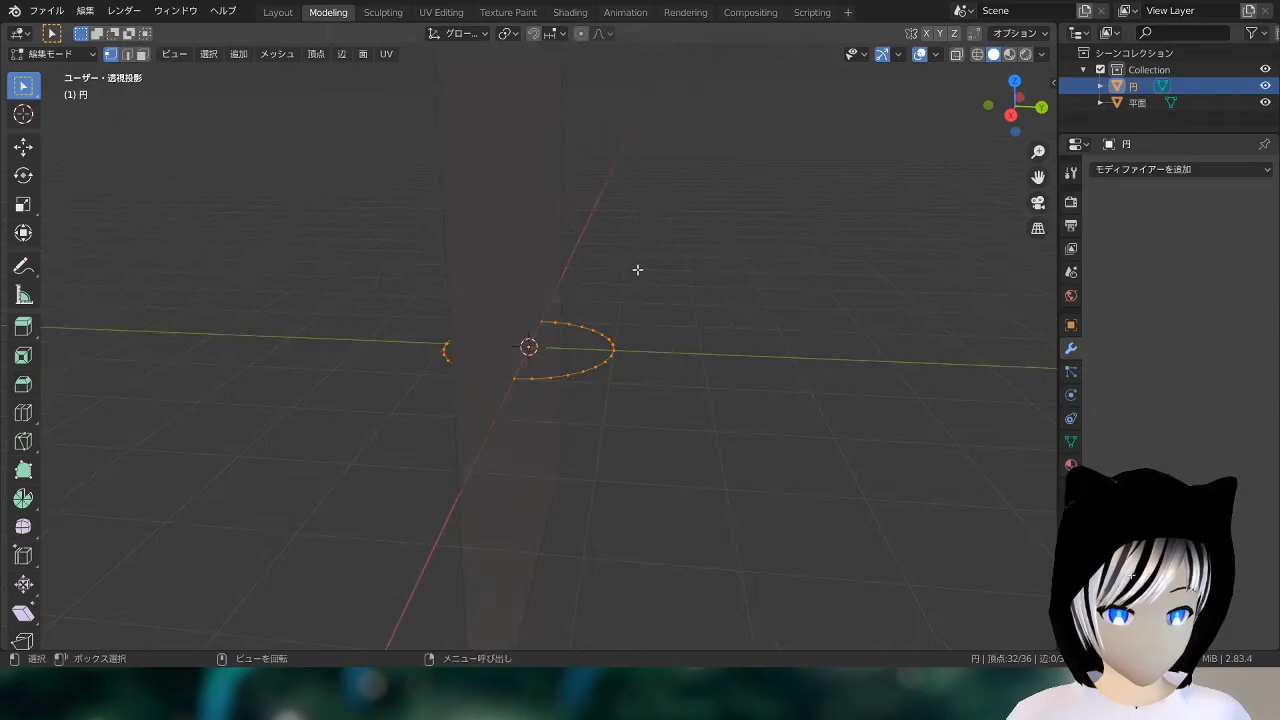 ファイル 編集 レンダー ウィンドウ ヘルプ Layout Modeling Sculpting UV Editing Texture Paint Shading Animation Rendering Compositing Scripting Scene View Layer
グロー... X Y Z オプション
編集モード ビュー 選択 追加 メッシュ 頂点 辺 面 UV
シーンコレクション
Collection
円
平面
ユーザー・透視投影
(1) 円
Z
Y
X
円
モディファイアーを追加
選択 ボックス選択 ビューを回転 メニュー呼び出し 円 | 頂点:32/36 | 辺:0/3 MiB | 2.83.4